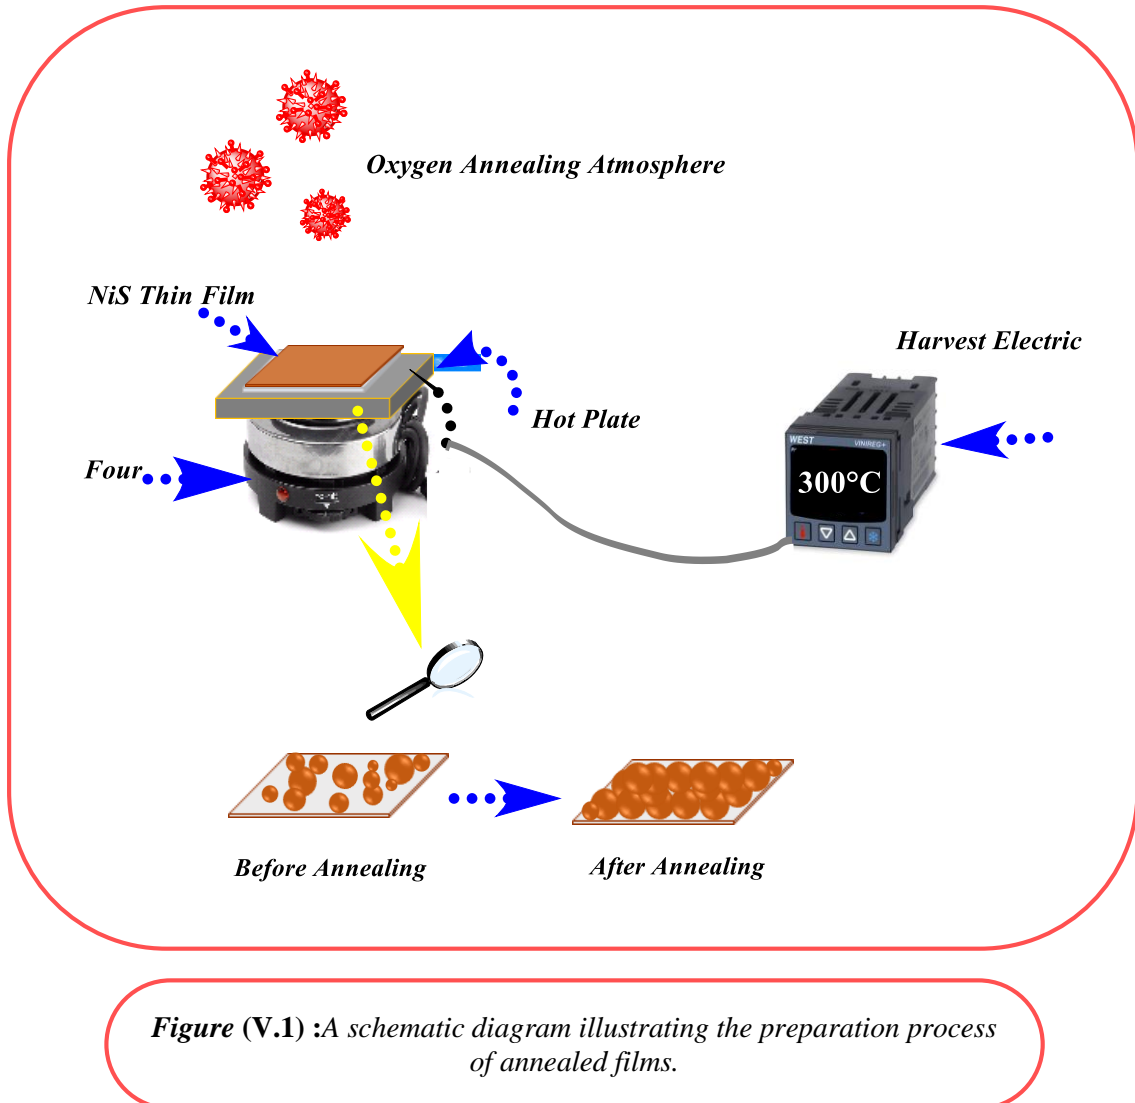 Oxygen Annealing Atmosphere
NiS Thin Film
Harvest Electric
Hot Plate
Four
WEST
VINIREG+
300°C
Before Annealing
After Annealing
Figure (V.1) :A schematic diagram illustrating the preparation process
of annealed films.